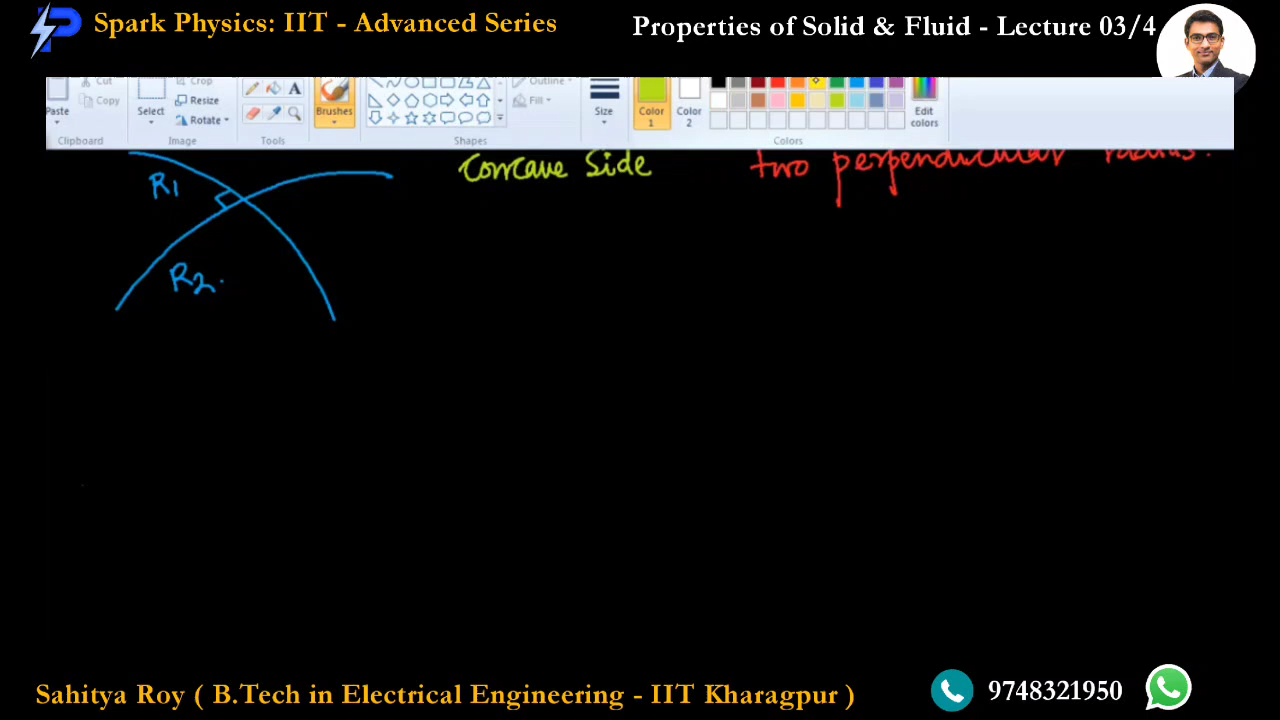 Spark Physics: IIT - Advanced Series
Properties of Solid & Fluid - Lecture 03/4
Cut
Crop
Outline
Paste
Copy
Select
Resize
Rotate
A
Brushes
Fill
Size
Color 1
Color 2
Edit colors
Clipboard
Image
Tools
Shapes
Colors
Concave Side
two perpendicular radius.
R1
R2.
Sahitya Roy ( B.Tech in Electrical Engineering - IIT Kharagpur )
9748321950